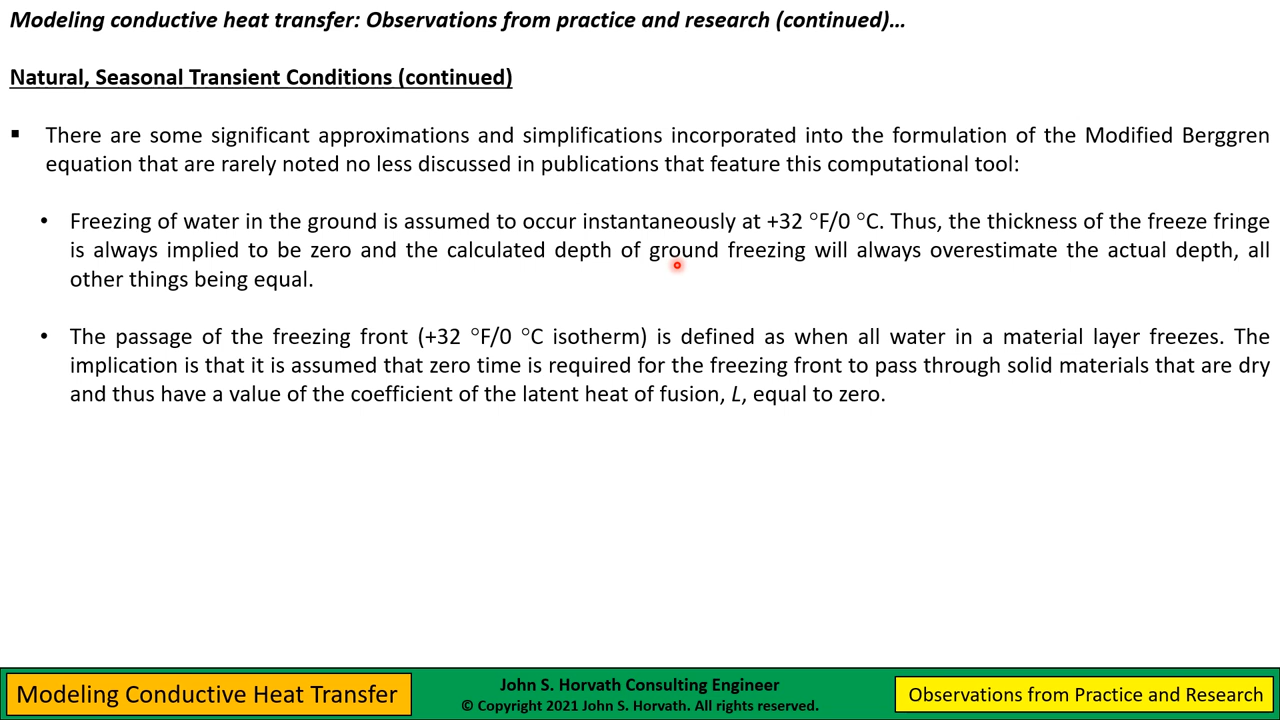 Modeling conductive heat transfer: Observations from practice and research (continued)…
Natural, Seasonal Transient Conditions (continued)
▪ There are some significant approximations and simplifications incorporated into the formulation of the Modified Berggren
equation that are rarely noted no less discussed in publications that feature this computational tool:
• Freezing of water in the ground is assumed to occur instantaneously at +32 °F/0 °C. Thus, the thickness of the freeze fringe
is always implied to be zero and the calculated depth of ground freezing will always overestimate the actual depth, all
other things being equal.
• The passage of the freezing front (+32 °F/0 °C isotherm) is defined as when all water in a material layer freezes. The
implication is that it is assumed that zero time is required for the freezing front to pass through solid materials that are dry
and thus have a value of the coefficient of the latent heat of fusion, L, equal to zero.
Modeling Conductive Heat Transfer
John S. Horvath Consulting Engineer
© Copyright 2021 John S. Horvath. All rights reserved.
Observations from Practice and Research